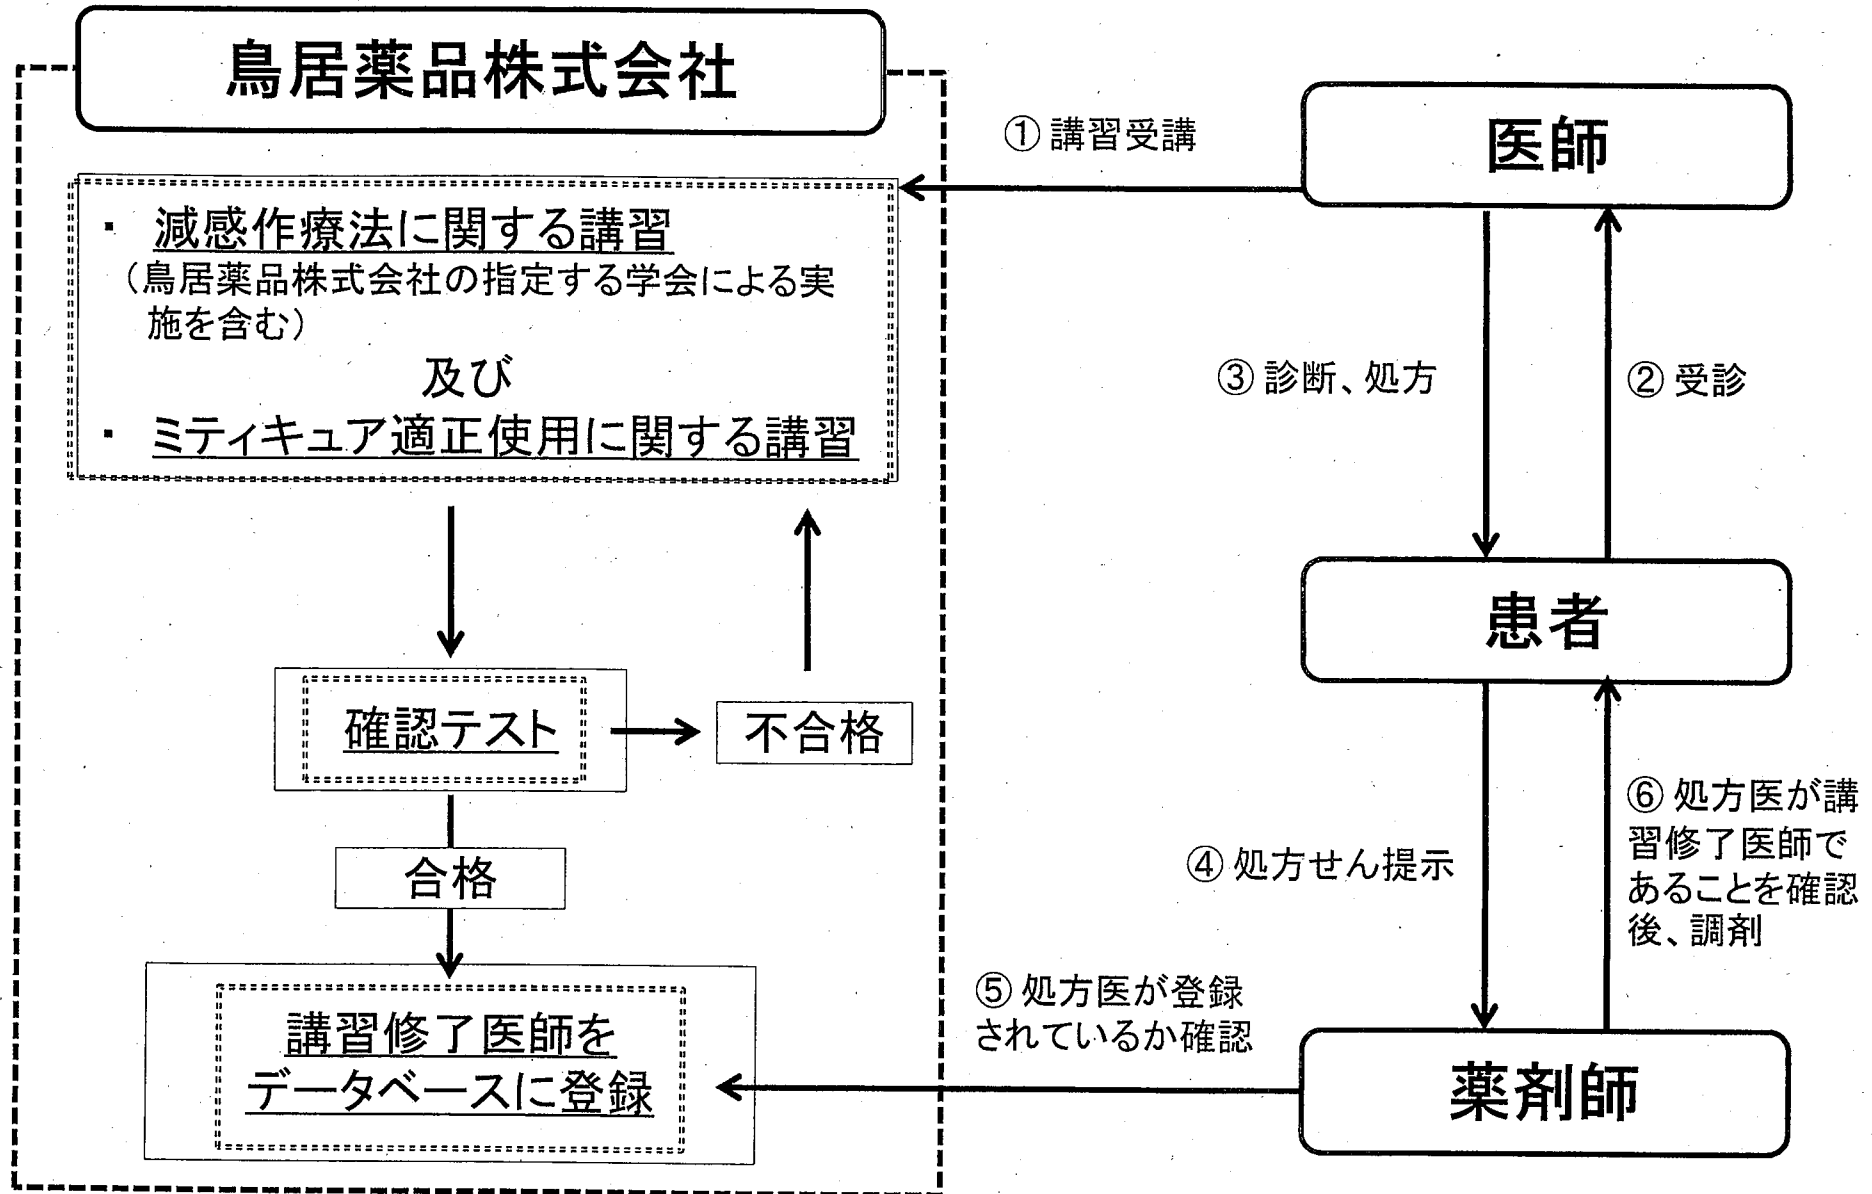 鳥居薬品株式会社
・ 減感作療法に関する講習
（鳥居薬品株式会社の指定する学会による実
施を含む）
及び
・ ミティキュア適正使用に関する講習
確認テスト
不合格
合格
講習修了医師を
データベースに登録
① 講習受講
医師
③ 診断、処方
② 受診
患者
④ 処方せん提示
⑥ 処方医が講
習修了医師で
あることを確認
後、調剤
⑤ 処方医が登録
されているか確認
薬剤師